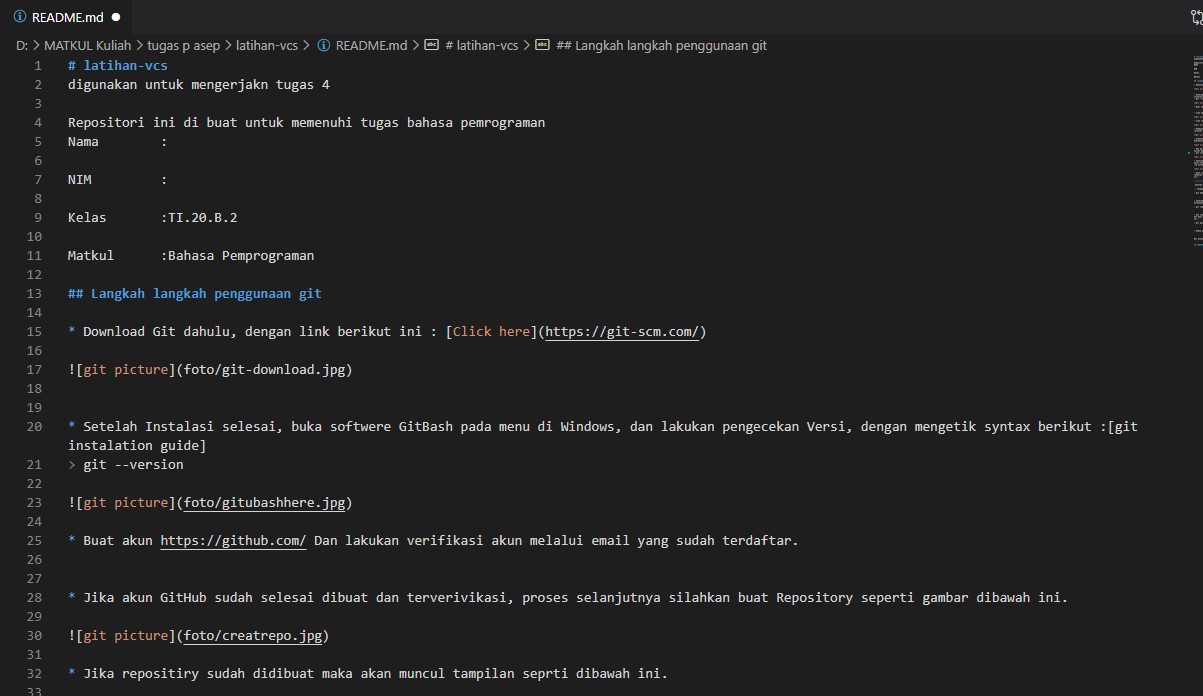 README.md
D: > MATKUL Kuliah > tugas p asep > latihan-vcs > README.md > # latihan-vcs > ## Langkah langkah penggunaan git
1 # latihan-vcs
2 digunakan untuk mengerjakn tugas 4
3
4 Repositori ini di buat untuk memenuhi tugas bahasa pemrograman
5 Nama :
6
7 NIM :
8
9 Kelas :TI.20.B.2
10
11 Matkul :Bahasa Pemprograman
12
13 ## Langkah langkah penggunaan git
14
15 * Download Git dahulu, dengan link berikut ini : [Click here](https://git-scm.com/)
16
17 ![git picture](foto/git-download.jpg)
18
19
20 * Setelah Instalasi selesai, buka softwere GitBash pada menu di Windows, dan lakukan pengecekan Versi, dengan mengetik syntax berikut :[git
instalation guide]
21 > git --version
22
23 ![git picture](foto/gitubashhere.jpg)
24
25 * Buat akun https://github.com/ Dan lakukan verifikasi akun melalui email yang sudah terdaftar.
26
27
28 * Jika akun GitHub sudah selesai dibuat dan terverivikasi, proses selanjutnya silahkan buat Repository seperti gambar dibawah ini.
29
30 ![git picture](foto/creatrepo.jpg)
31
32 * Jika repositiry sudah didibuat maka akan muncul tampilan seprti dibawah ini.
33